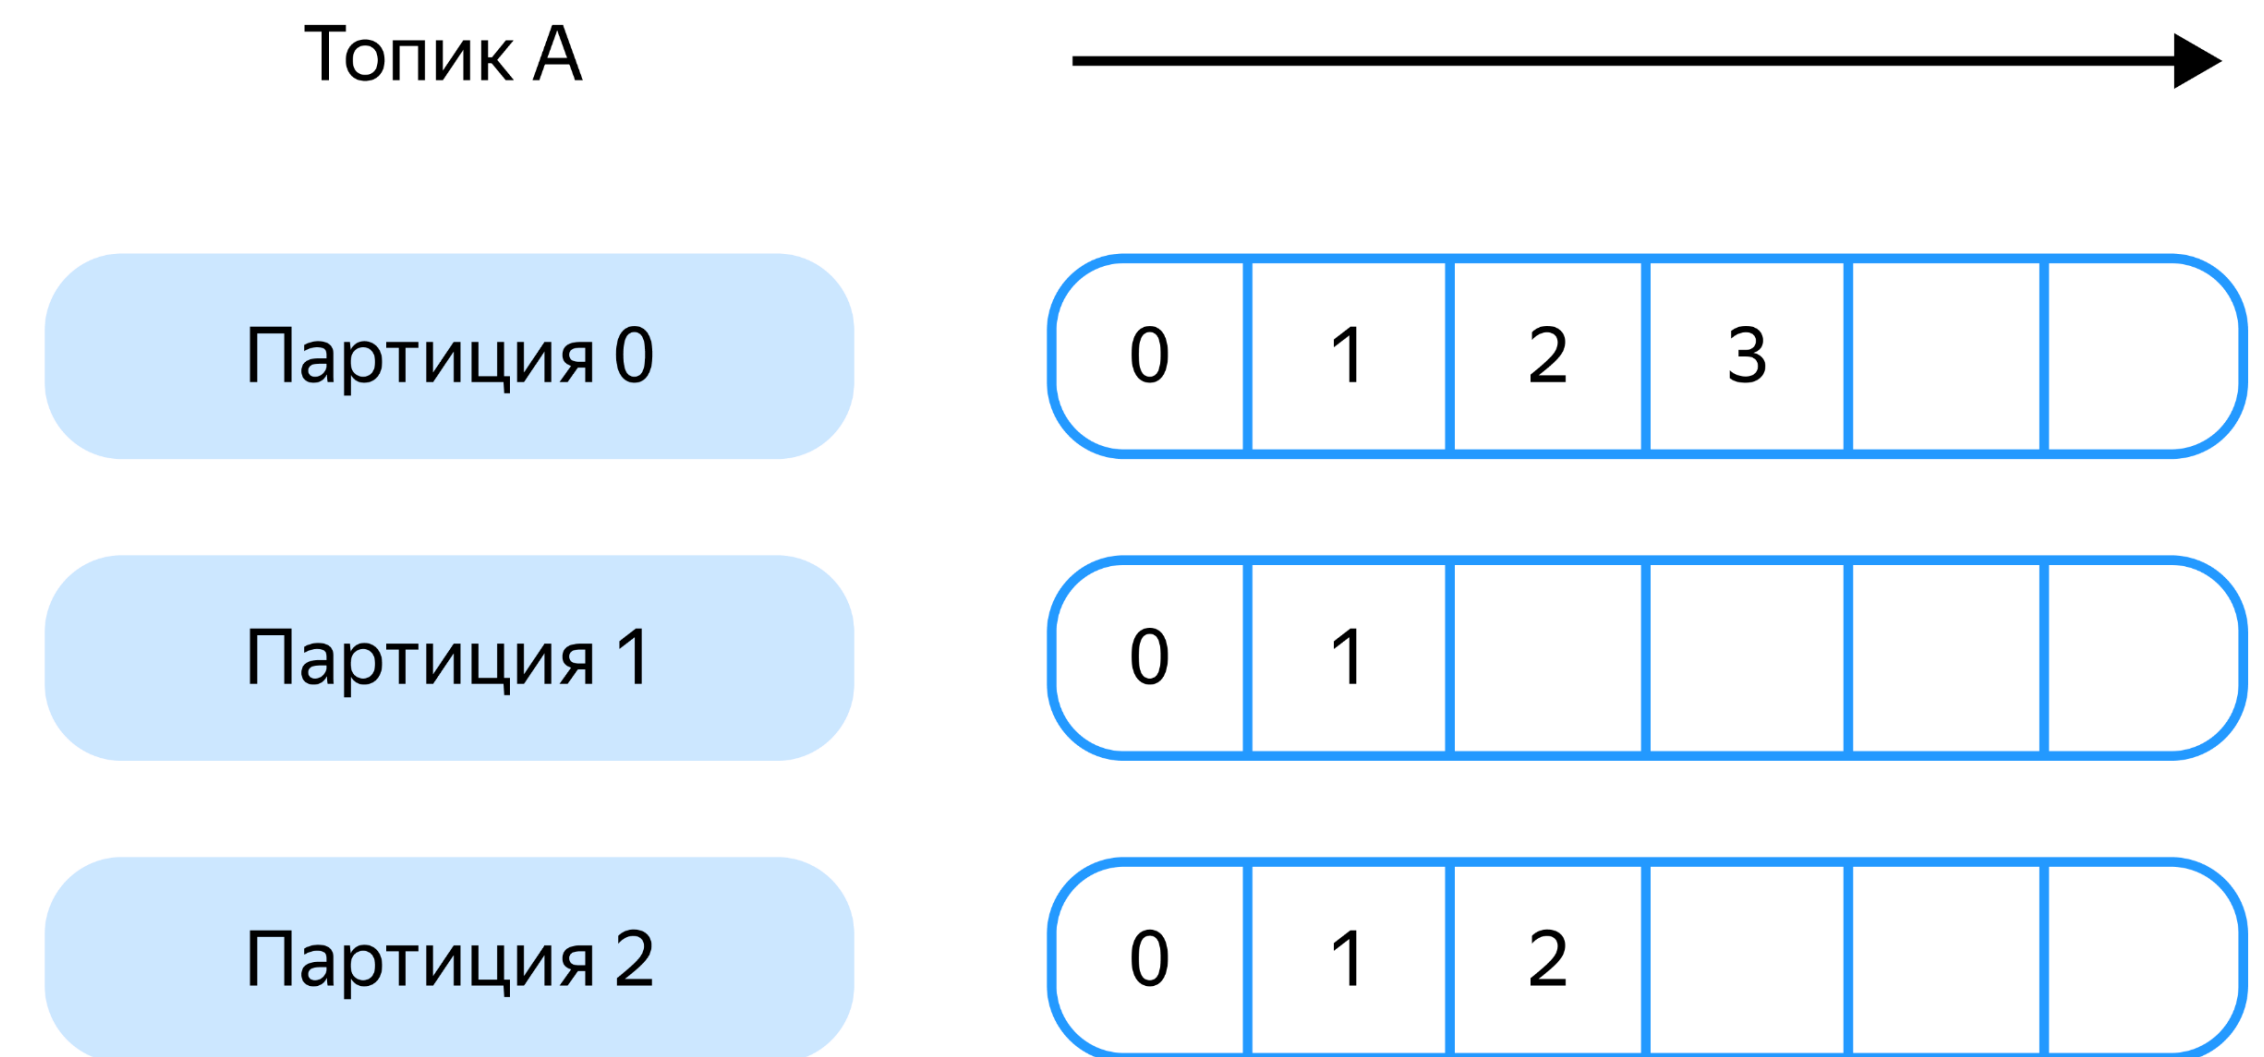 Топик А
Партиция 0
0 1 2 3
Партиция 1
0 1
Партиция 2
0 1 2